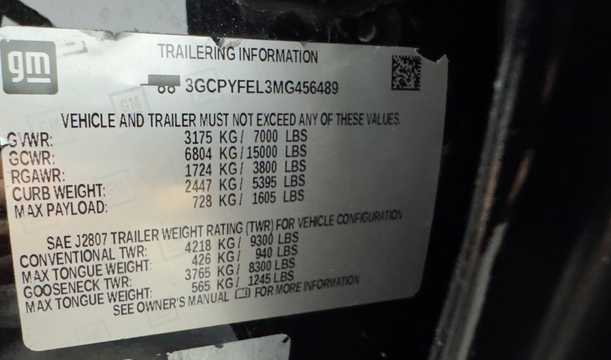 gm
TRAILERING INFORMATION
3GCPYFEL3MG456489
VEHICLE AND TRAILER MUST NOT EXCEED ANY OF THESE VALUES.
GVWR: 3175 KG/ 7000 LBS
GCWR: 6804 KG/15000 LBS
RGAWR: 1724 KG/ 3800 LBS
CURB WEIGHT: 2447 KG/ 5395 LBS
MAX PAYLOAD: 728 KG/ 1605 LBS
SAE J2807 TRAILER WEIGHT RATING (TWR) FOR VEHICLE CONFIGURATION
CONVENTIONAL TWR: 4218 KG/ 9300 LBS
MAX TONGUE WEIGHT: 426 KG/ 940 LBS
GOOSENECK TWR: 3765 KG/ 8300 LBS
MAX TONGUE WEIGHT: 565 KG/ 1245 LBS
SEE OWNER'S MANUAL FOR MORE INFORMATION